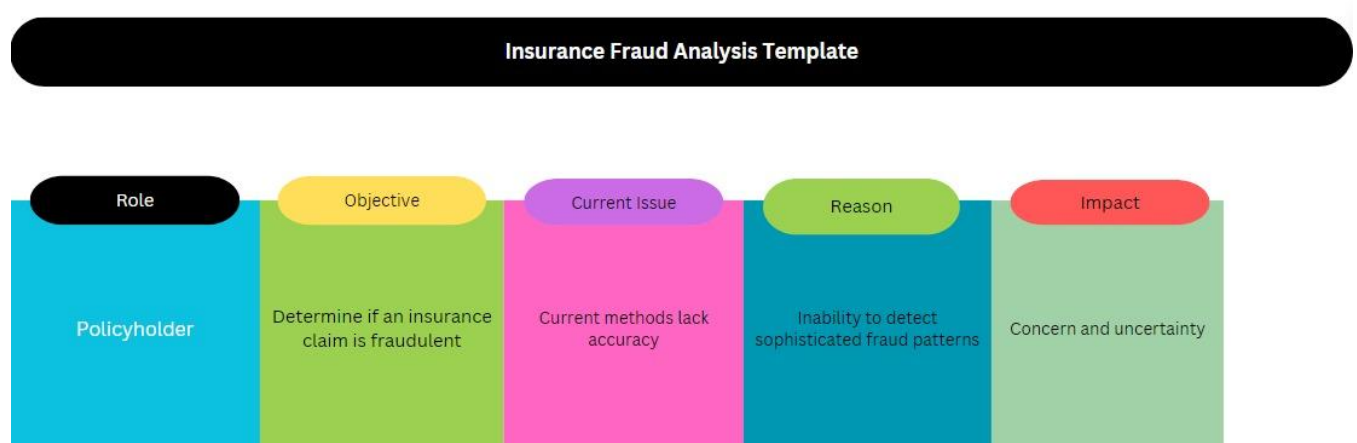 Insurance Fraud Analysis Template
Role
Objective
Current Issue
Reason
Impact
Policyholder
Determine if an insurance
claim is fraudulent
Current methods lack
accuracy
Inability to detect
sophisticated fraud patterns
Concern and uncertainty